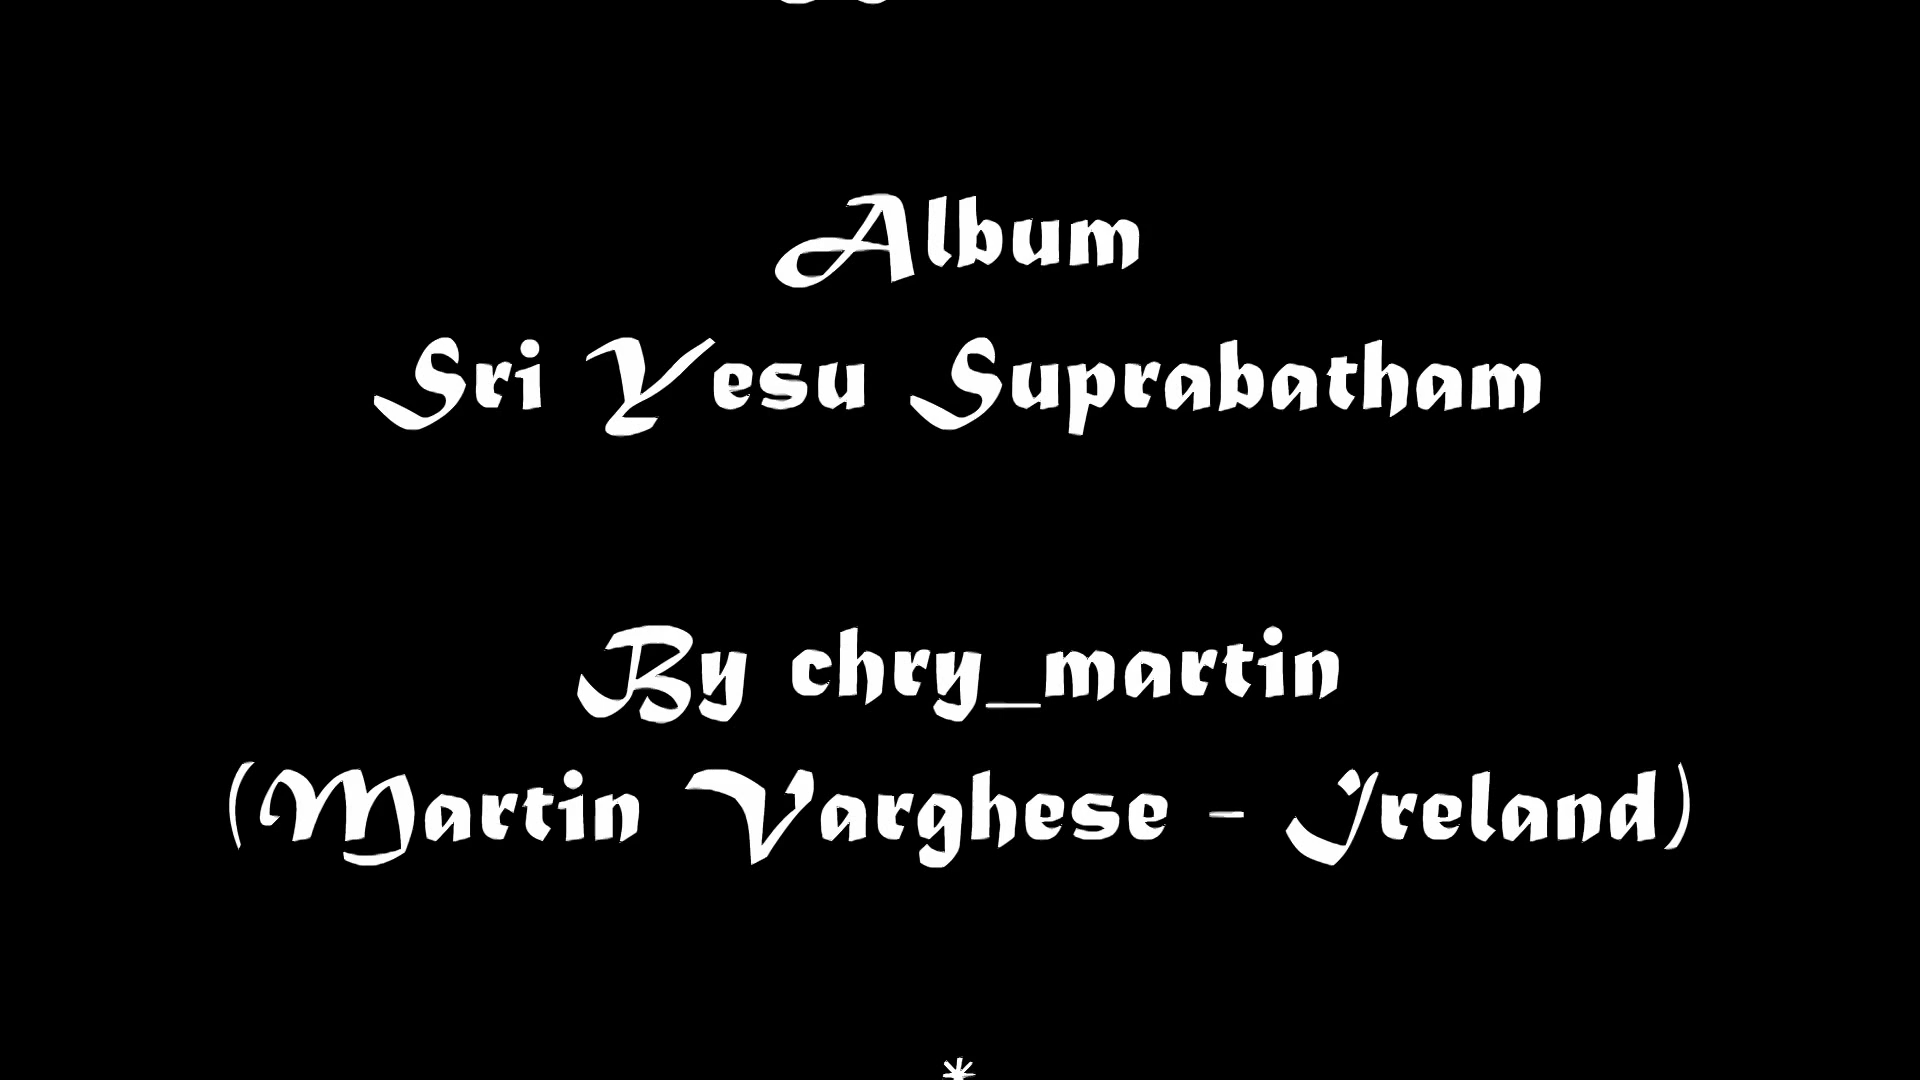 Album
Sri Yesu Suprabatham
By chry_martin
(Martin Varghese - Ireland)
*